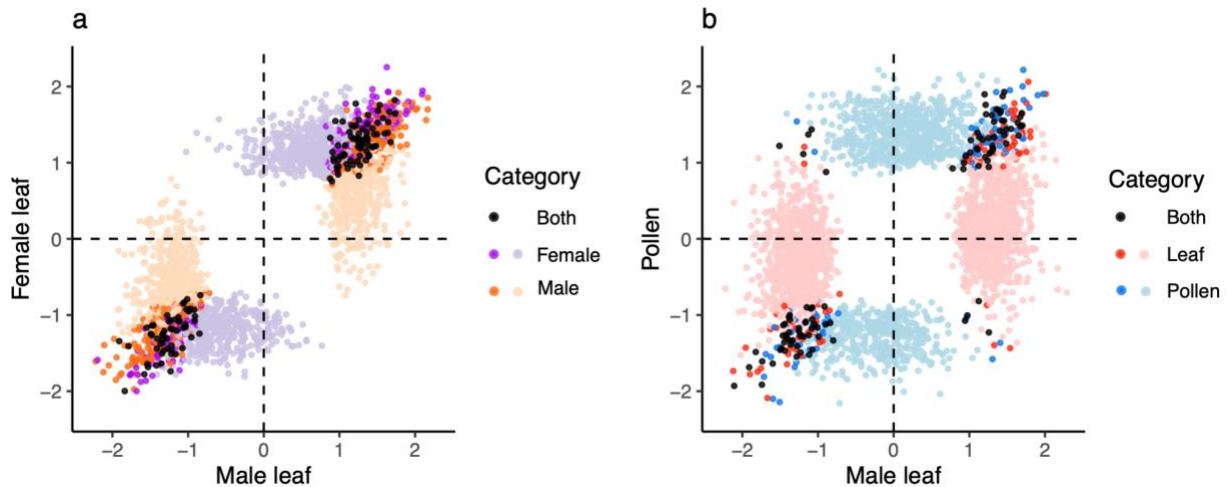 a
Female leaf
2
1
0
−1
−2
−2 −1 0 1 2
Male leaf
Category
Both
Female
Male
b
Pollen
2
1
0
−1
−2
−2 −1 0 1 2
Male leaf
Category
Both
Leaf
Pollen